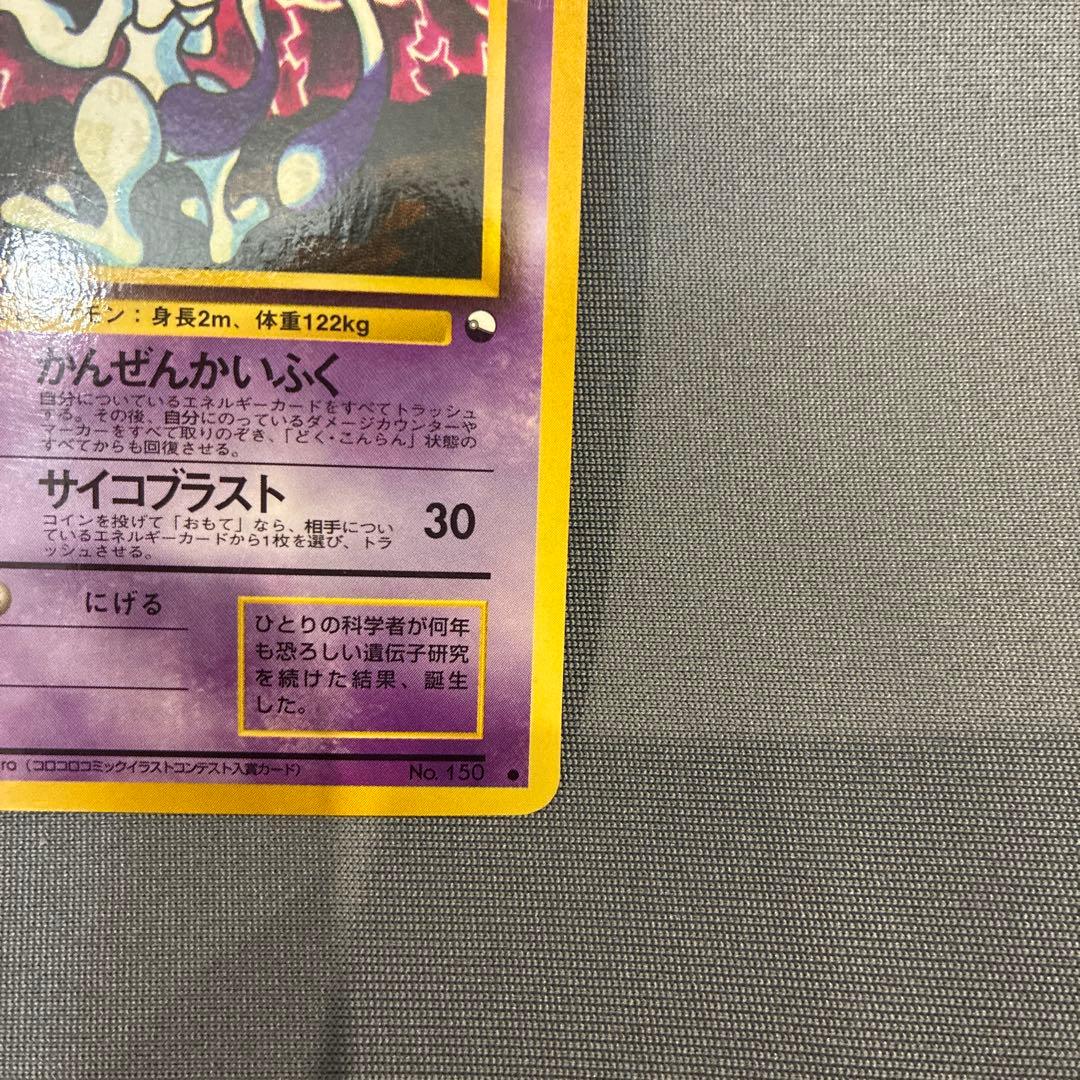 モン：身長2m、体重122kg
かんぜんかいふく
自分についているエネルギーカードをすべてトラッシュ
する。その後、自分にのっているダメージカウンターや
マーカーをすべて取りのぞき、「どく・こんらん」状態の
すべてからも回復させる。
サイコブラスト
30
コインを投げて「おもて」なら、相手につい
ているエネルギーカードから1枚を選び、トラ
ッシュさせる。
にげる
ひとりの科学者が何年
も恐ろしい遺伝子研究
を続けた結果、誕生
した。
ra（コロコロコミックイラストコンテスト入賞カード）
No. 150 ●